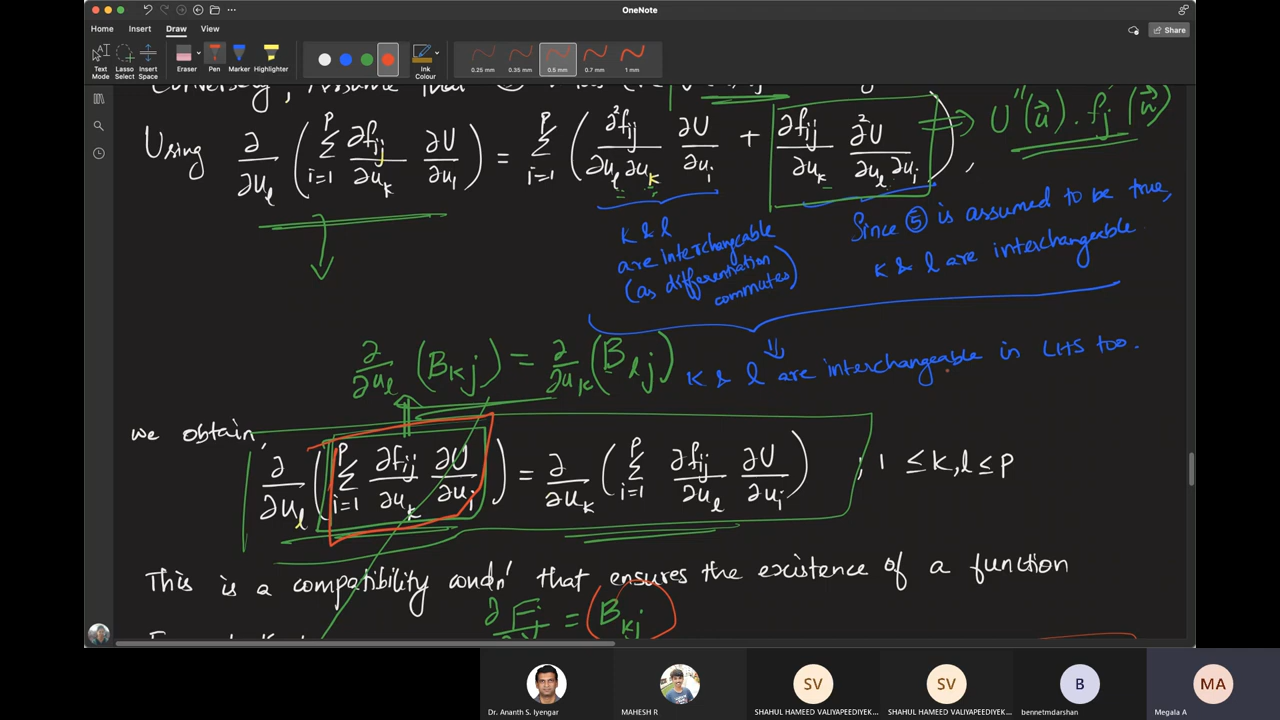 OneNote
Home Insert Draw View
Share
Text Mode Lasso Select Insert Space Eraser Pen Marker Highlighter Ink Colour 0.25 mm 0.35 mm 0.5 mm 0.7 mm 1 mm
Assume that
Using ∂/∂u_l ( Σ_{i=1}^{p} ∂f_ij/∂u_k ∂U/∂u_i ) = Σ_{i=1}^{p} ( ∂²f_ij/∂u_l∂u_k ∂U/∂u_i + ∂f_ij/∂u_k ∂²U/∂u_l∂u_i ),
⇒ U''(u⃗) · f_j'(u⃗)
k & l
are interchangeable
(as differentiation
commutes)
Since ⑤ is assumed to be true,
k & l are interchangeable.
∂/∂u_l (B_kj) = ∂/∂u_k (B_lj)
⇓
k & l are interchangeable in LHS too.
we obtain,
∂/∂u_l ( Σ_{i=1}^{p} ∂f_ij/∂u_k ∂U/∂u_i ) = ∂/∂u_k ( Σ_{i=1}^{p} ∂f_ij/∂u_l ∂U/∂u_i ) ; 1 ≤ k, l ≤ p
This is a compatibility condn' that ensures the existence of a function
= B_kj
Dr. Ananth S. Iyengar
MAHESH R
SV
SHAHUL HAMEED VALIYAPEEDIYEK...
SV
SHAHUL HAMEED VALIYAPEEDIYEK...
B
bennetmdarshan
MA
Megala A